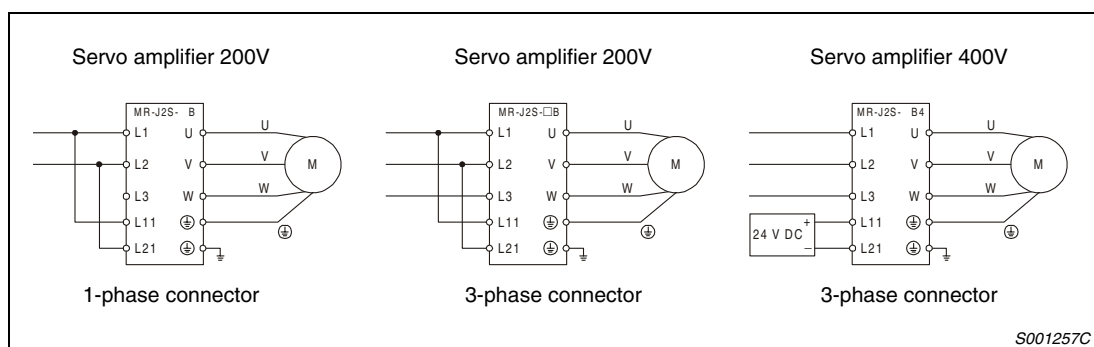 Servo amplifier 200V
MR-J2S- B
L1 U U
L2 V V M
L3 W W
L11
L21
1-phase connector
Servo amplifier 200V
MR-J2S-□B
L1 U U
L2 V V M
L3 W W
L11
L21
3-phase connector
Servo amplifier 400V
MR-J2S- B4
L1 U U
L2 V V M
L3 W W
24 V DC + L11
– L21
3-phase connector
S001257C